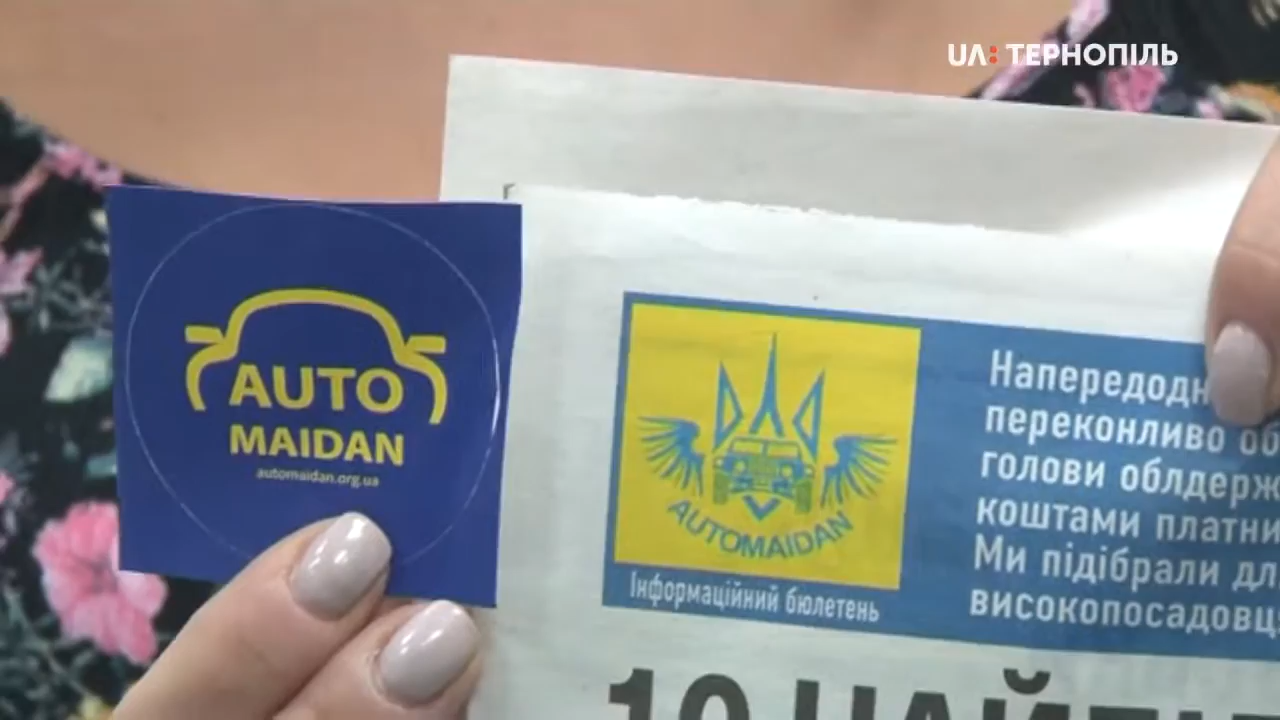 UA: ТЕРНОПІЛЬ
AUTO
MAIDAN
automaidan.org.ua
AUTOMAIDAN
Інформаційний бюлетень
Напередодн
переконливо об
голови облдерж
коштами платни
Ми підібрали дл
високопосадовц
10